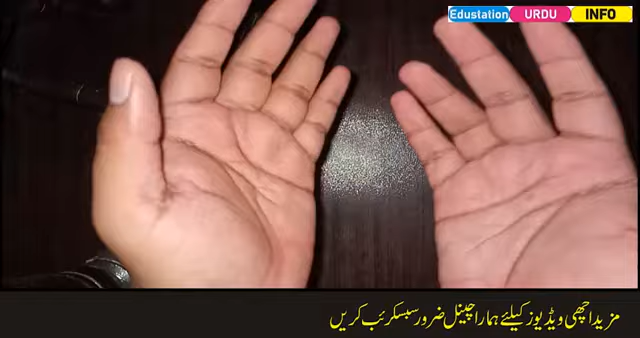 Edustation URDU INFO
مزید اچھی ویڈیوز کیلئے ہمارا چینل ضرور سبسکرائب کریں